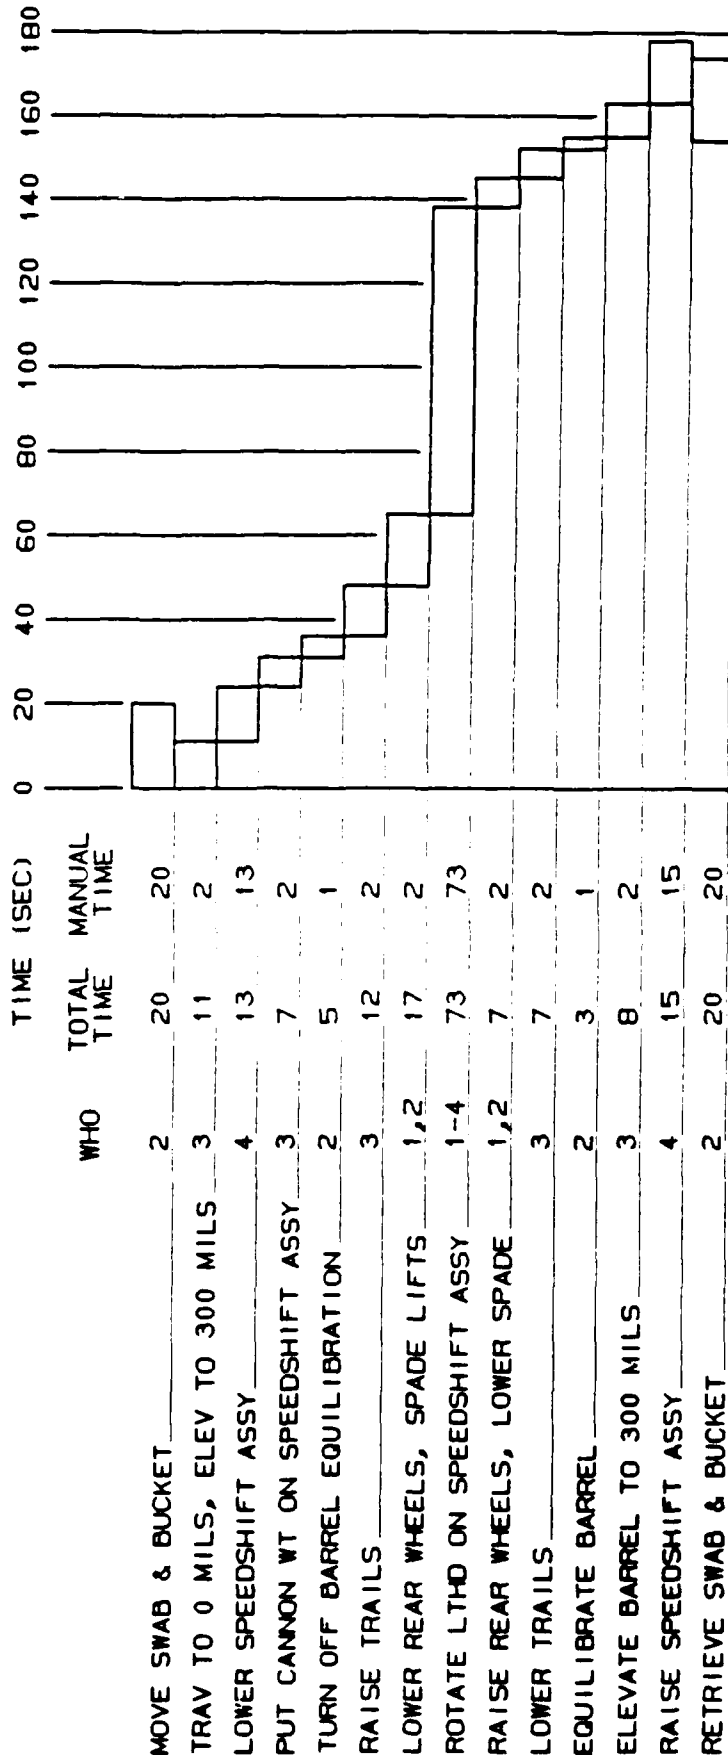 TIME (SEC)
WHO TOTAL TIME MANUAL TIME 0 20 40 60 80 100 120 140 160 180
MOVE SWAB & BUCKET 2 20 20
TRAV TO 0 MILS, ELEV TO 300 MILS 3 11 2
LOWER SPEEDSHIFT ASSY 4 13 13
PUT CANNON WT ON SPEEDSHIFT ASSY 3 7 2
TURN OFF BARREL EQUILIBRATION 2 5 1
RAISE TRAILS 3 12 2
LOWER REAR WHEELS, SPADE LIFTS 1,2 17 2
ROTATE LTHD ON SPEEDSHIFT ASSY 1-4 73 73
RAISE REAR WHEELS, LOWER SPADE 1,2 7 2
LOWER TRAILS 3 7 2
EQUILIBRATE BARREL 2 3 1
ELEVATE BARREL TO 300 MILS 3 8 2
RAISE SPEEDSHIFT ASSY 4 15 15
RETRIEVE SWAB & BUCKET 2 20 20